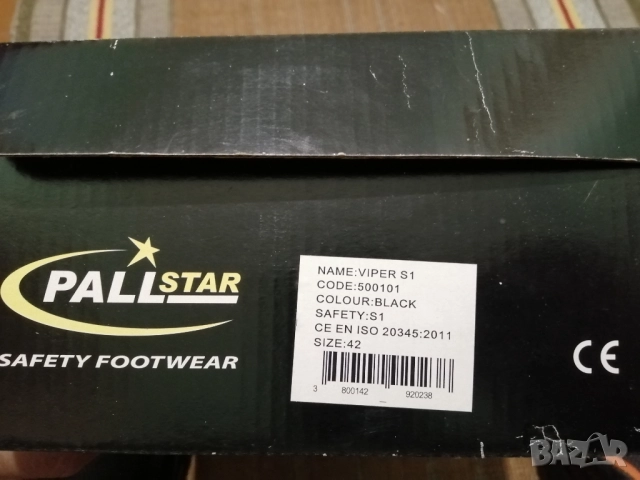 PALLSTAR
SAFETY FOOTWEAR
NAME:VIPER S1
CODE:500101
COLOUR:BLACK
SAFETY:S1
CE EN ISO 20345:2011
SIZE:42
3 800142 _ 920238
CE
BAZAR